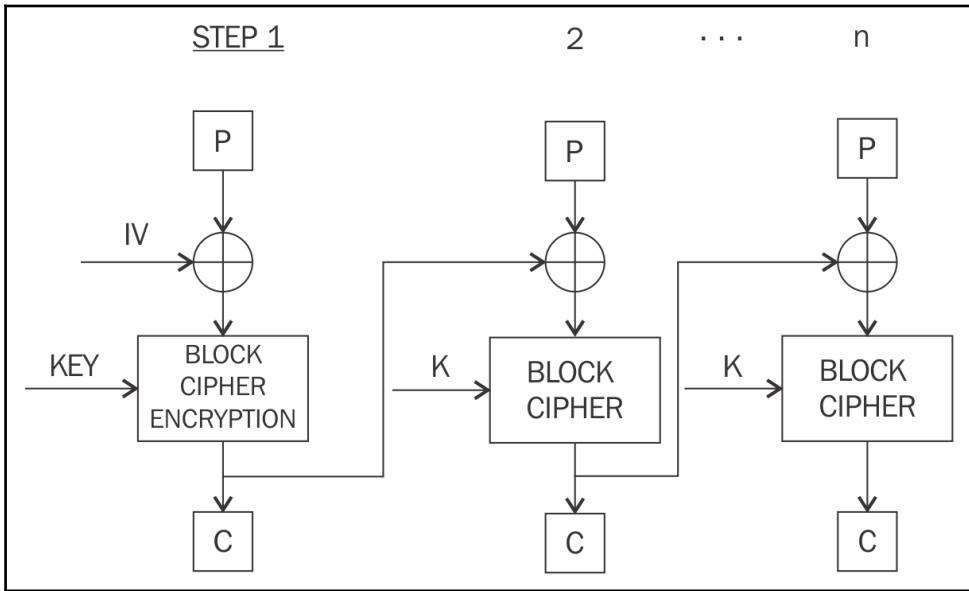 STEP 1 2 . . . n
P P P
IV
KEY BLOCK CIPHER ENCRYPTION
K BLOCK CIPHER
K BLOCK CIPHER
C C C